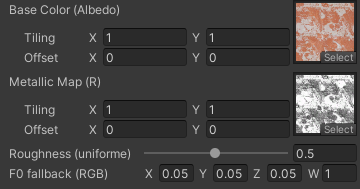 Base Color (Albedo)
Tiling X 1 Y 1
Offset X 0 Y 0
Select
Metallic Map (R)
Tiling X 1 Y 1
Offset X 0 Y 0
Select
Roughness (uniforme) 0.5
F0 fallback (RGB) X 0.05 Y 0.05 Z 0.05 W 1